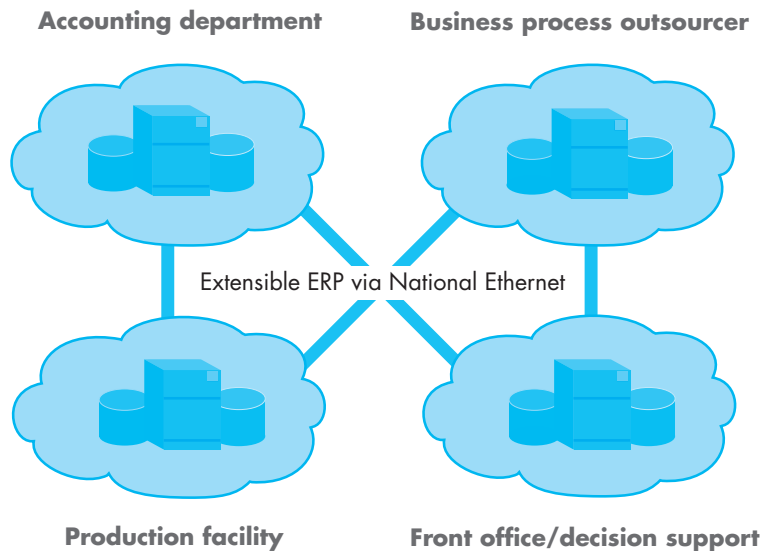 Accounting department
Business process outsourcer
Extensible ERP via National Ethernet
Production facility
Front office/decision support